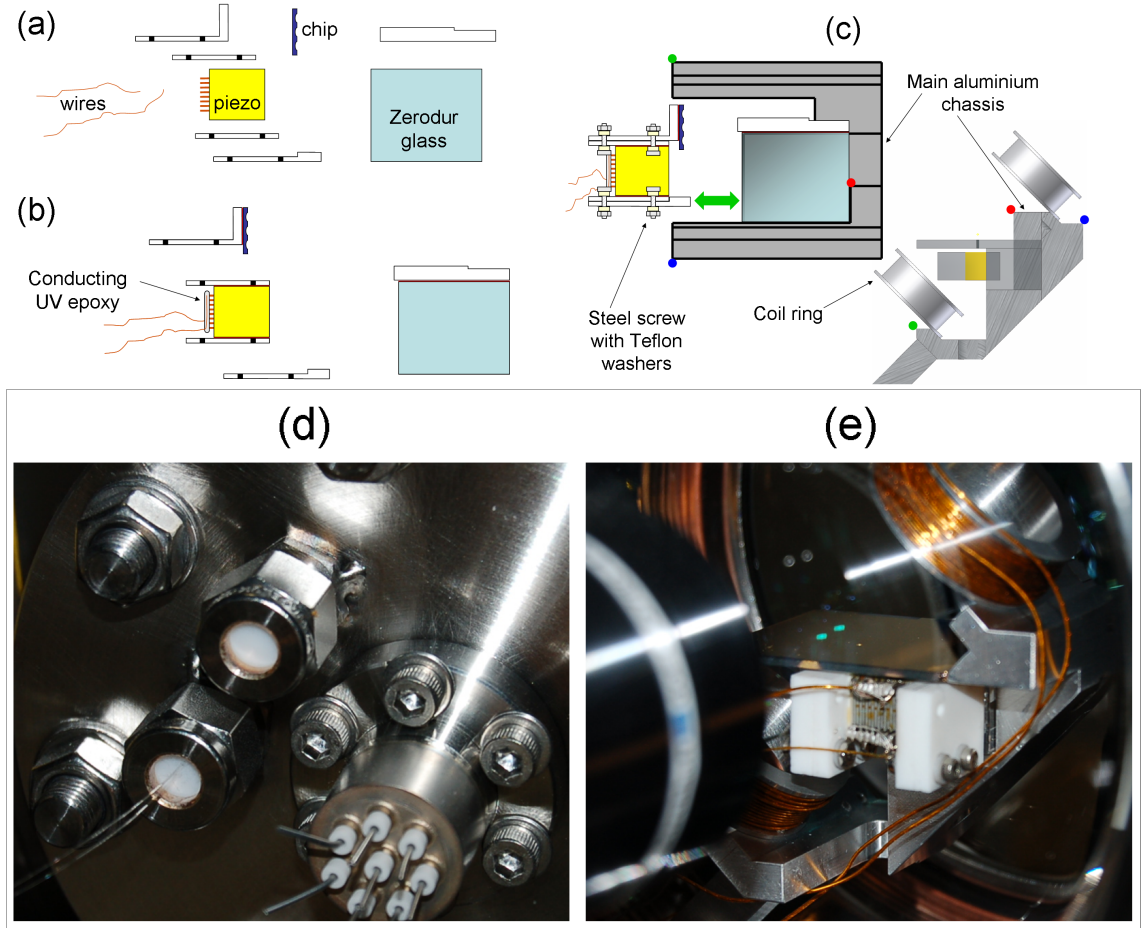 (a)
chip
wires
piezo
Zerodur
glass
(b)
Conducting
UV epoxy
(c)
Main aluminium
chassis
Coil ring
Steel screw
with Teflon
washers
(d)
(e)